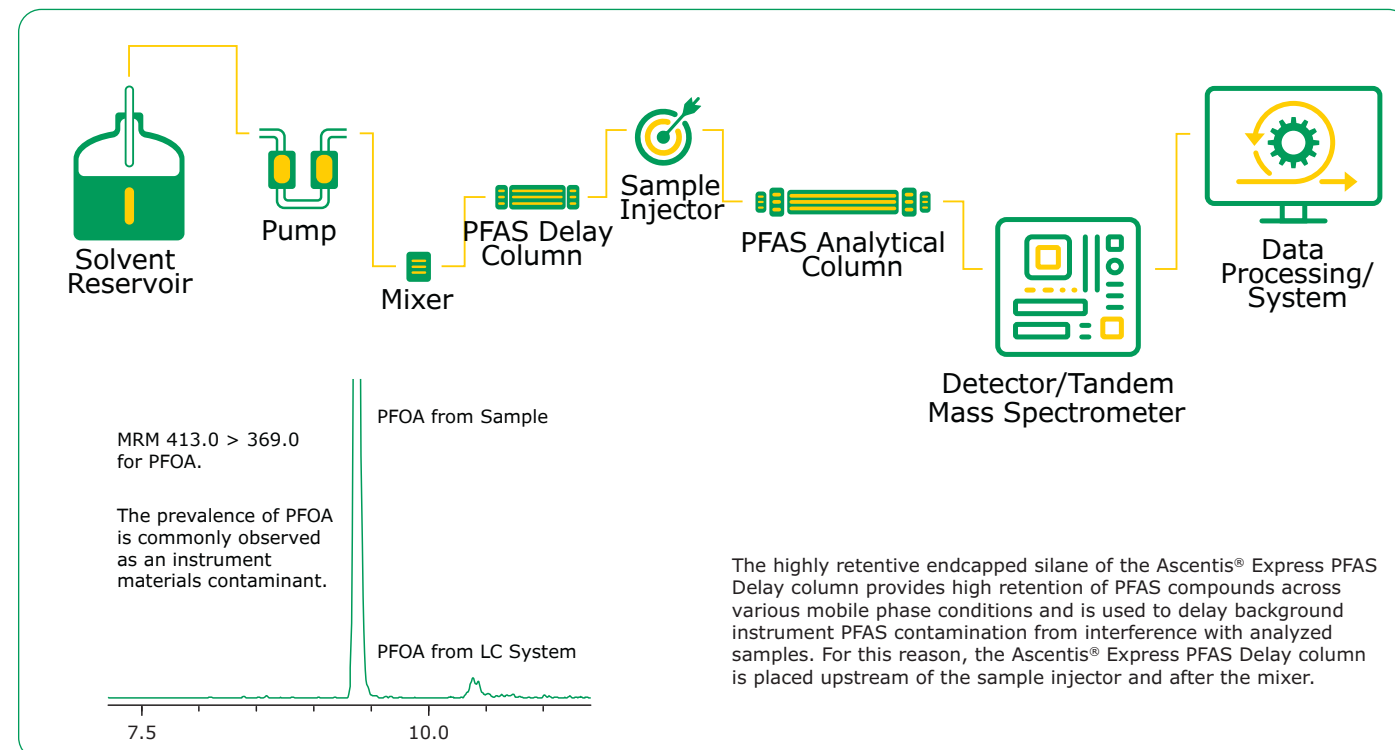 Solvent
Reservoir
Pump
Mixer
PFAS Delay
Column
Sample
Injector
PFAS Analytical
Column
Detector/Tandem
Mass Spectrometer
Data
Processing/
System
MRM 413.0 > 369.0
for PFOA.
The prevalence of PFOA
is commonly observed
as an instrument
materials contaminant.
PFOA from Sample
PFOA from LC System
7.5
10.0
The highly retentive endcapped silane of the Ascentis® Express PFAS
Delay column provides high retention of PFAS compounds across
various mobile phase conditions and is used to delay background
instrument PFAS contamination from interference with analyzed
samples. For this reason, the Ascentis® Express PFAS Delay column
is placed upstream of the sample injector and after the mixer.